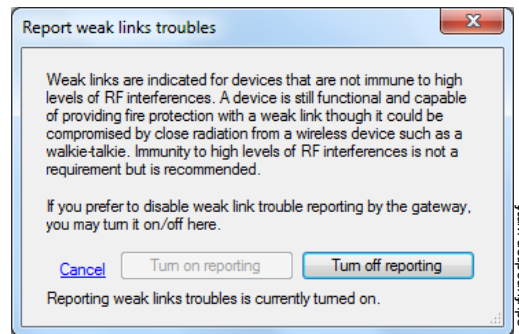 Report weak links troubles
Weak links are indicated for devices that are not immune to high
levels of RF interferences. A device is still functional and capable
of providing fire protection with a weak link though it could be
compromised by close radiation from a wireless device such as a
walkie-talkie. Immunity to high levels of RF interferences is not a
requirement but is recommended.
If you prefer to disable weak link trouble reporting by the gateway,
you may turn it on/off here.
Cancel
Turn on reporting
Turn off reporting
Reporting weak links troubles is currently turned on.